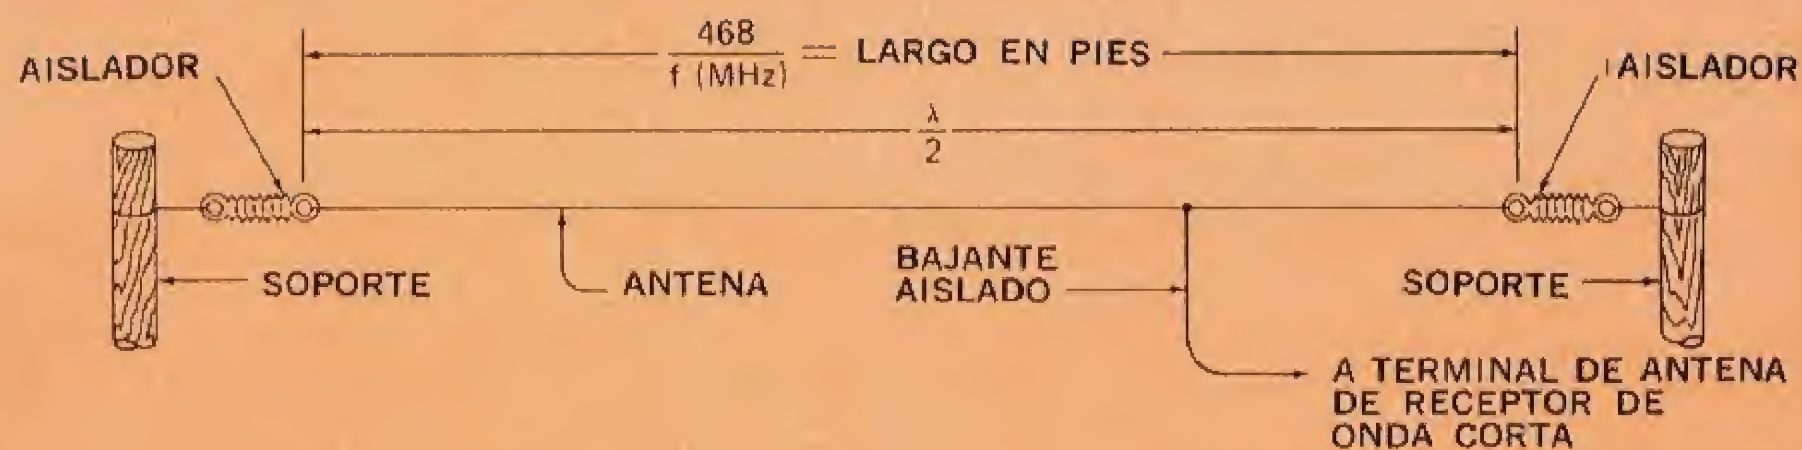 468
f (MHz) = LARGO EN PIES
AISLADOR
AISLADOR
λ
2
SOPORTE
ANTENA
BAJANTE
AISLADO
SOPORTE
A TERMINAL DE ANTENA
DE RECEPTOR DE
ONDA CORTA